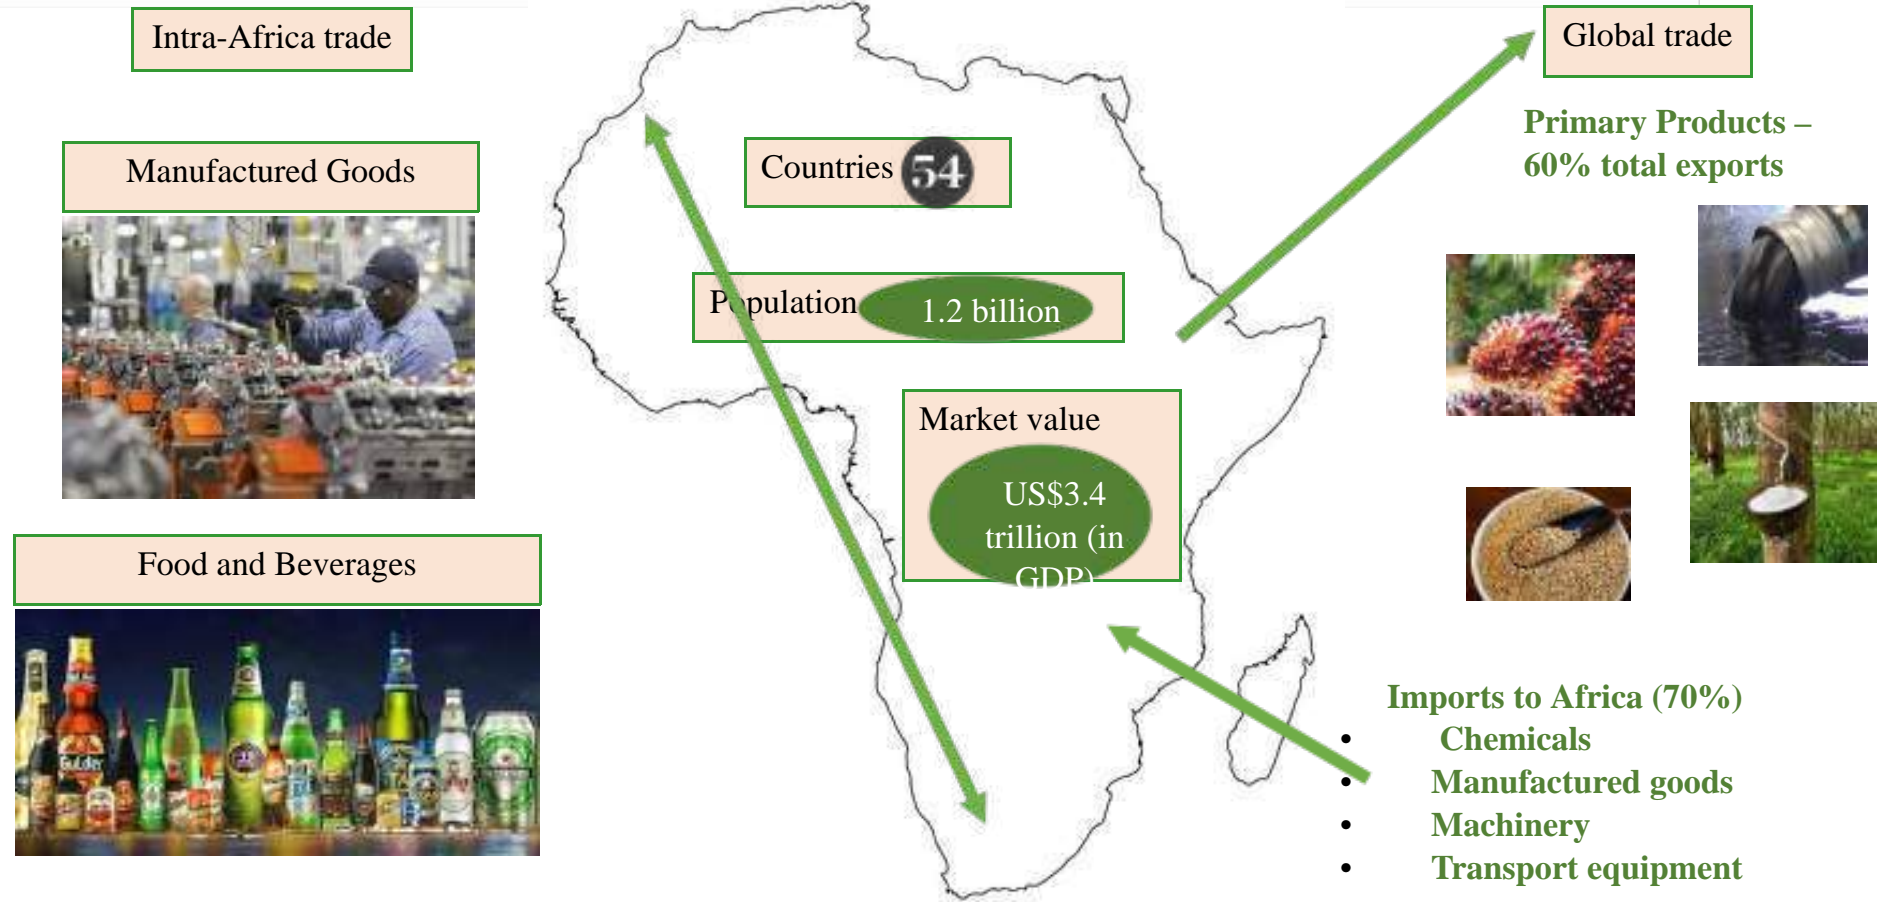 Intra-Africa trade
Manufactured Goods
Food and Beverages
Gulder
Countries 54
Population 1.2 billion
Market value
US$3.4
trillion (in
GDP)
Global trade
Primary Products –
60% total exports
Imports to Africa (70%)
• Chemicals
• Manufactured goods
• Machinery
• Transport equipment